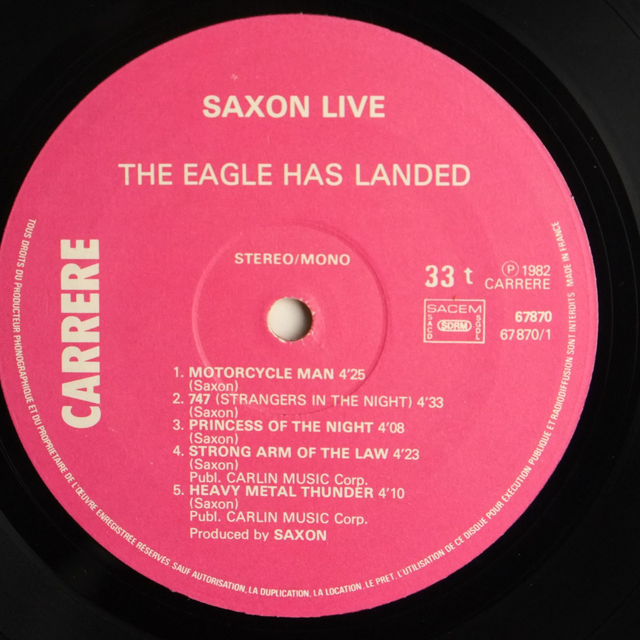 SAXON LIVE
THE EAGLE HAS LANDED
STEREO/MONO
33 t
℗ 1982
CARRERE
SACEM
SACD
SDRM
SGDL
67870
67870/1
CARRERE
1. MOTORCYCLE MAN 4'25
(Saxon)
2. 747 (STRANGERS IN THE NIGHT) 4'33
(Saxon)
3. PRINCESS OF THE NIGHT 4'08
(Saxon)
4. STRONG ARM OF THE LAW 4'23
(Saxon)
Publ. CARLIN MUSIC Corp.
5. HEAVY METAL THUNDER 4'10
(Saxon)
Publ. CARLIN MUSIC Corp.
Produced by SAXON
TOUS DROITS DU PRODUCTEUR PHONOGRAPHIQUE ET DU PROPRIETAIRE DE L'ŒUVRE ENREGISTREE RÉSERVÉS. SAUF AUTORISATION, LA DUPLICATION, LA LOCATION, LE PRET, L'UTILISATION DE CE DISQUE POUR EXÉCUTION PUBLIQUE ET RADIODIFFUSION SONT INTERDITS MADE IN FRANCE